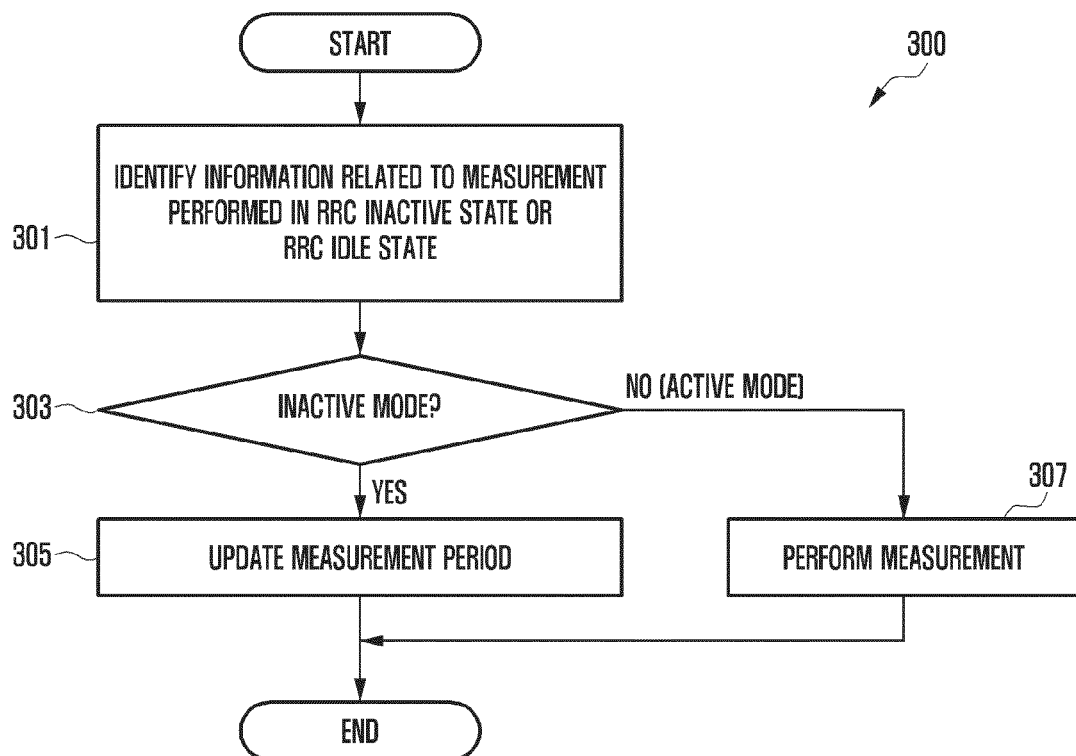 START
300
IDENTIFY INFORMATION RELATED TO MEASUREMENT
PERFORMED IN RRC INACTIVE STATE OR
RRC IDLE STATE
301
INACTIVE MODE?
303
NO (ACTIVE MODE)
YES
307
305
UPDATE MEASUREMENT PERIOD
PERFORM MEASUREMENT
END